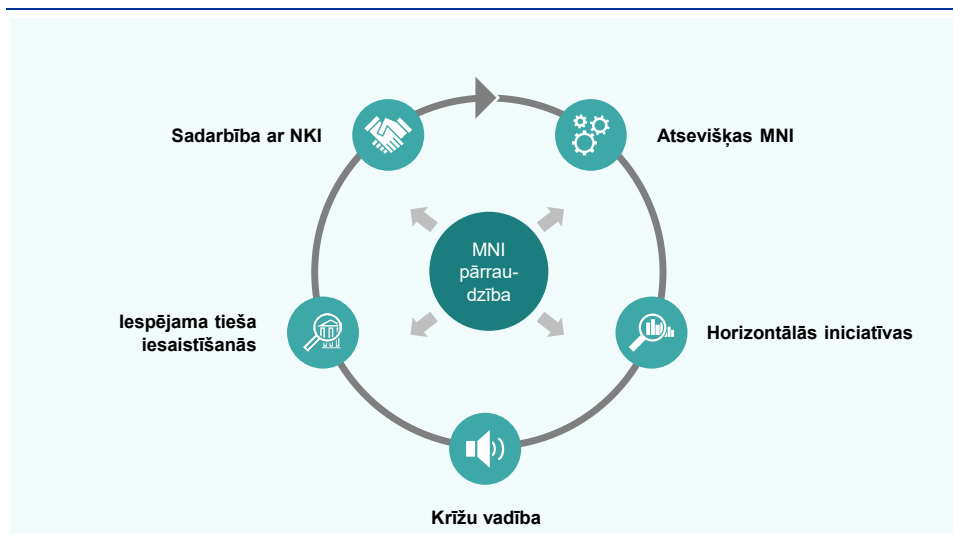 Sadarbība ar NKI
Atsevišķas MNI
MNI
pārrau-
dzība
Iespējama tieša
iesaistīšanās
Horizontālās iniciatīvas
Krīžu vadība